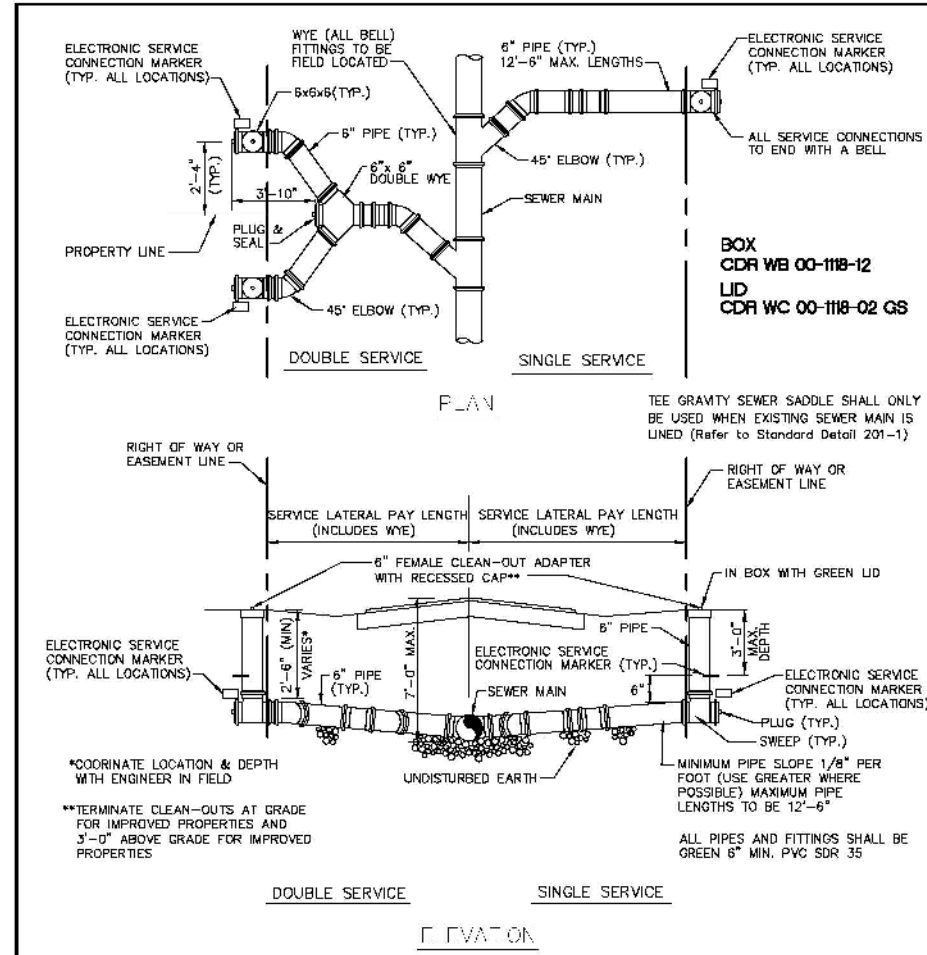 ELECTRONIC SERVICE
CONNECTION MARKER
(TYP. ALL LOCATIONS)
6x6x6(TYP.)
WYE (ALL BELL)
FITTINGS TO BE
FIELD LOCATED
6" PIPE (TYP.)
12'-6" MAX. LENGTHS
ELECTRONIC SERVICE
CONNECTION MARKER
(TYP. ALL LOCATIONS)
6" PIPE (TYP.)
6"x 6"
DOUBLE WYE
45° ELBOW (TYP.)
ALL SERVICE CONNECTIONS
TO END WITH A BELL
2'-4"
(TYP.)
3'-10"
PLUG &
SEAL
SEWER MAIN
PROPERTY LINE
BOX
CDR WB 00-1118-12
LID
CDR WC 00-1118-02 GS
45° ELBOW (TYP.)
ELECTRONIC SERVICE
CONNECTION MARKER
(TYP. ALL LOCATIONS)
DOUBLE SERVICE
SINGLE SERVICE
PLAN
TEE GRAVITY SEWER SADDLE SHALL ONLY
BE USED WHEN EXISTING SEWER MAIN IS
LINED (Refer to Standard Detail 201-1)
RIGHT OF WAY OR
EASEMENT LINE
RIGHT OF WAY OR
EASEMENT LINE
SERVICE LATERAL PAY LENGTH
(INCLUDES WYE)
SERVICE LATERAL PAY LENGTH
(INCLUDES WYE)
6" FEMALE CLEAN-OUT ADAPTER
WITH RECESSED CAP**
IN BOX WITH GREEN LID
2'-6" (MIN)
VARIES*
7'-0" MAX.
6" PIPE
3'-0"
MAX.
DEPTH
ELECTRONIC SERVICE
CONNECTION MARKER
(TYP. ALL LOCATIONS)
6" PIPE
(TYP.)
ELECTRONIC SERVICE
CONNECTION MARKER (TYP.)
6"
SEWER MAIN
ELECTRONIC SERVICE
CONNECTION MARKER
(TYP. ALL LOCATIONS)
PLUG (TYP.)
SWEEP (TYP.)
UNDISTURBED EARTH
*COORINATE LOCATION & DEPTH
WITH ENGINEER IN FIELD
**TERMINATE CLEAN-OUTS AT GRADE
FOR IMPROVED PROPERTIES AND
3'-0" ABOVE GRADE FOR IMPROVED
PROPERTIES
MINIMUM PIPE SLOPE 1/8" PER
FOOT (USE GREATER WHERE
POSSIBLE) MAXIMUM PIPE
LENGTHS TO BE 12'-6"
ALL PIPES AND FITTINGS SHALL BE
GREEN 6" MIN. PVC SDR 35
DOUBLE SERVICE
SINGLE SERVICE
ELEVATION